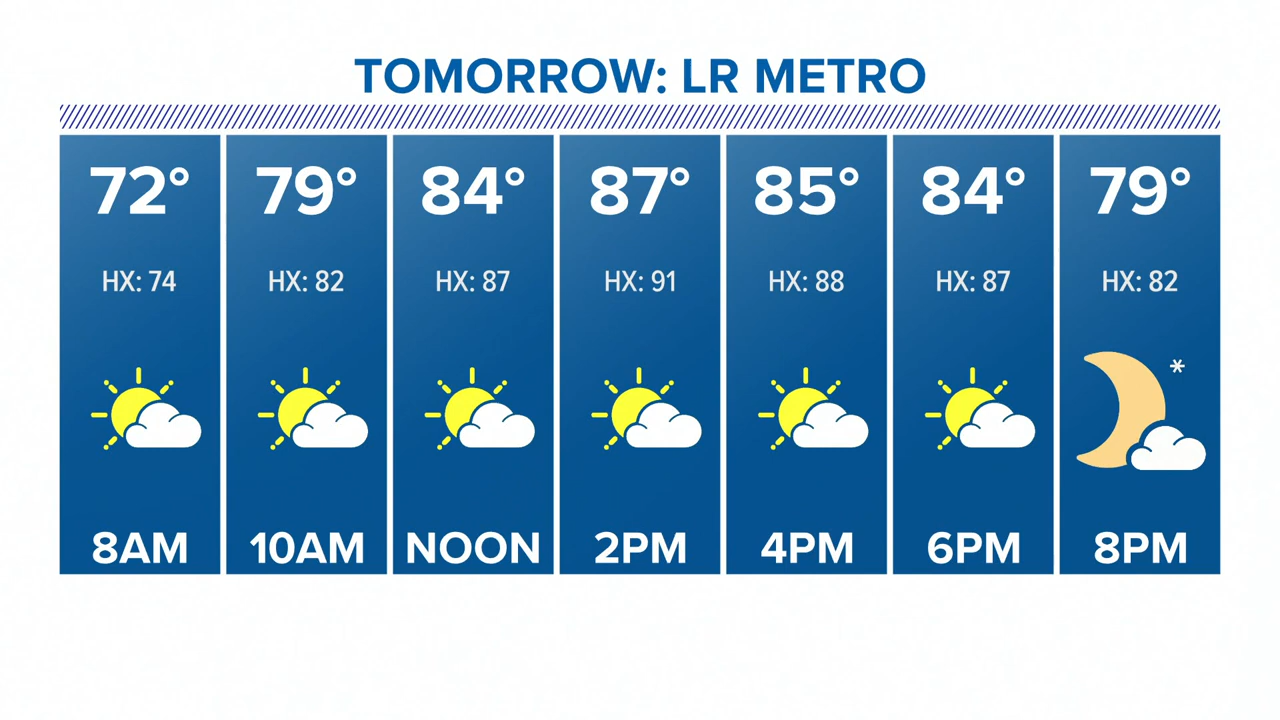 TOMORROW: LR METRO
72° 79° 84° 87° 85° 84° 79°
HX: 74 HX: 82 HX: 87 HX: 91 HX: 88 HX: 87 HX: 82
8AM 10AM NOON 2PM 4PM 6PM 8PM